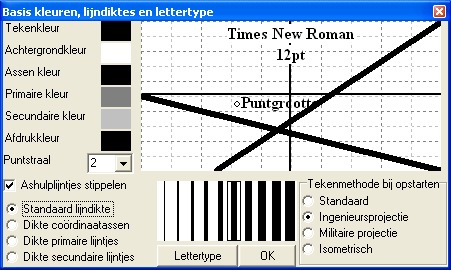 Basis kleuren, lijndiktes en lettertype
Tekenkleur
Achtergrondkleur
Assen kleur
Primaire kleur
Secundaire kleur
Afdrukkleur
Puntstraal
2
Times New Roman
12pt
Puntgrootte
Ashulplijntjes stippelen
Standaard lijndikte
Dikte coördinaatassen
Dikte primaire lijntjes
Dikte secundaire lijntjes
Lettertype
OK
Tekenmethode bij opstarten
Standaard
Ingenieursprojectie
Militaire projectie
Isometrisch